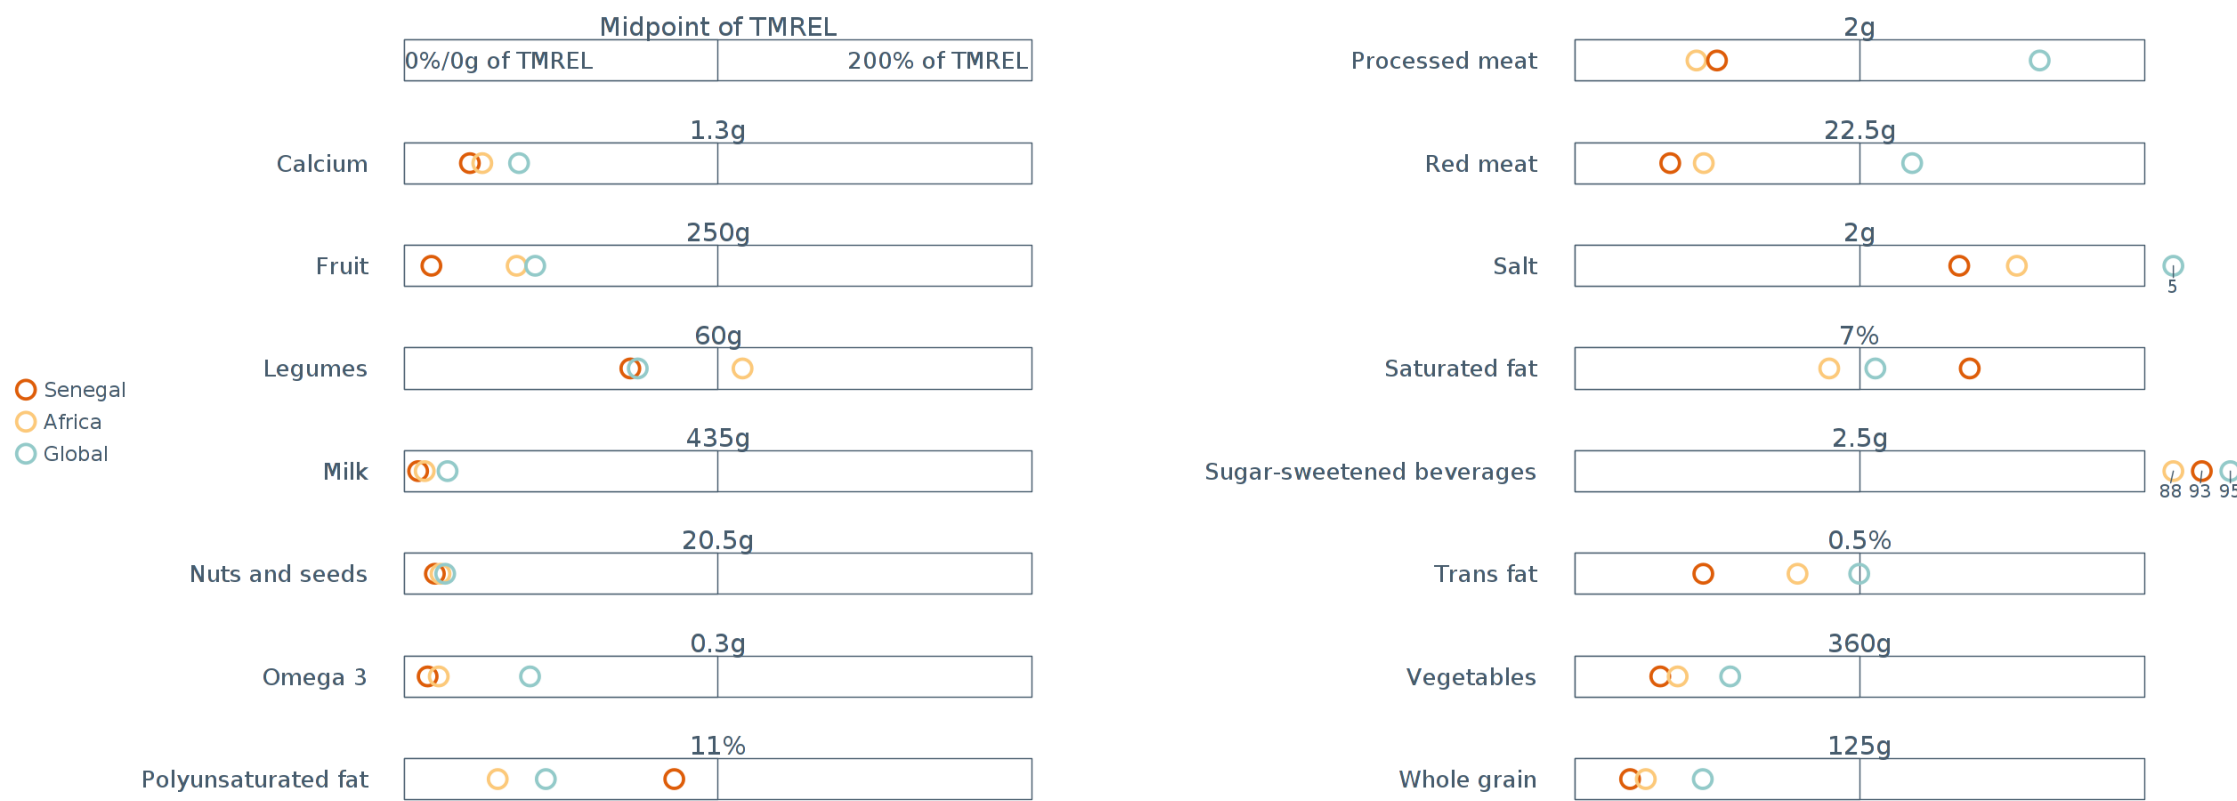 Midpoint of TMREL
0%/0g of TMREL 200% of TMREL
1.3g
Calcium
250g
Fruit
60g
Legumes
435g
Milk
20.5g
Nuts and seeds
0.3g
Omega 3
11%
Polyunsaturated fat
Senegal
Africa
Global
2g
Processed meat
22.5g
Red meat
2g
Salt
5
7%
Saturated fat
2.5g
Sugar-sweetened beverages
88 93 95
0.5%
Trans fat
360g
Vegetables
125g
Whole grain